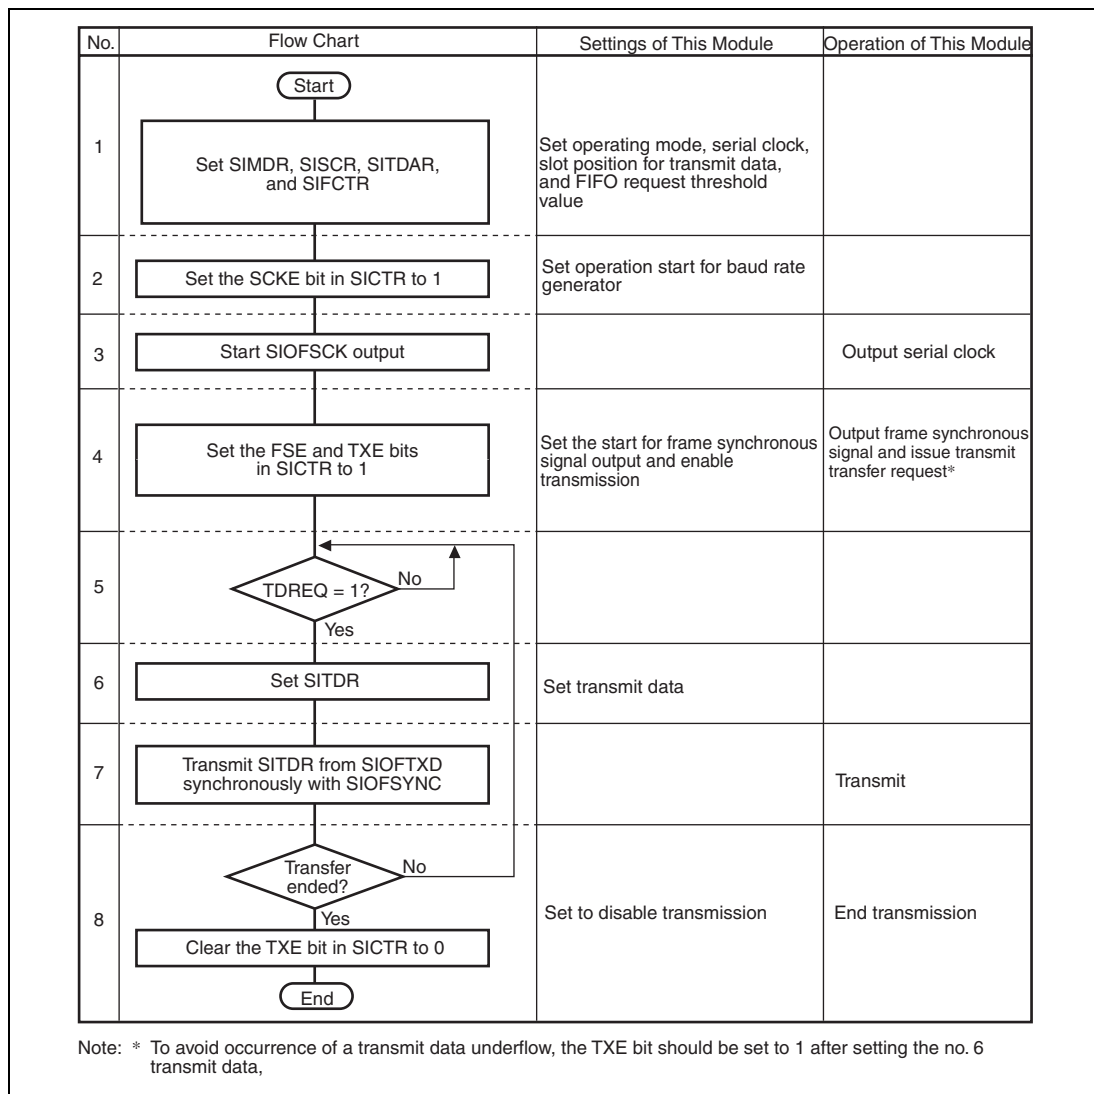 No.
Flow Chart
Settings of This Module
Operation of This Module
Start
1
Set SIMDR, SISCR, SITDAR,
and SIFCTR
Set operating mode, serial clock,
slot position for transmit data,
and FIFO request threshold
value
2
Set the SCKE bit in SICTR to 1
Set operation start for baud rate
generator
3
Start SIOFSCK output
Output serial clock
4
Set the FSE and TXE bits
in SICTR to 1
Set the start for frame synchronous
signal output and enable
transmission
Output frame synchronous
signal and issue transmit
transfer request*
5
TDREQ = 1?
No
Yes
6
Set SITDR
Set transmit data
7
Transmit SITDR from SIOFTXD
synchronously with SIOFSYNC
Transmit
8
Transfer
ended?
No
Yes
Clear the TXE bit in SICTR to 0
End
Set to disable transmission
End transmission
Note: * To avoid occurrence of a transmit data underflow, the TXE bit should be set to 1 after setting the no. 6
transmit data,